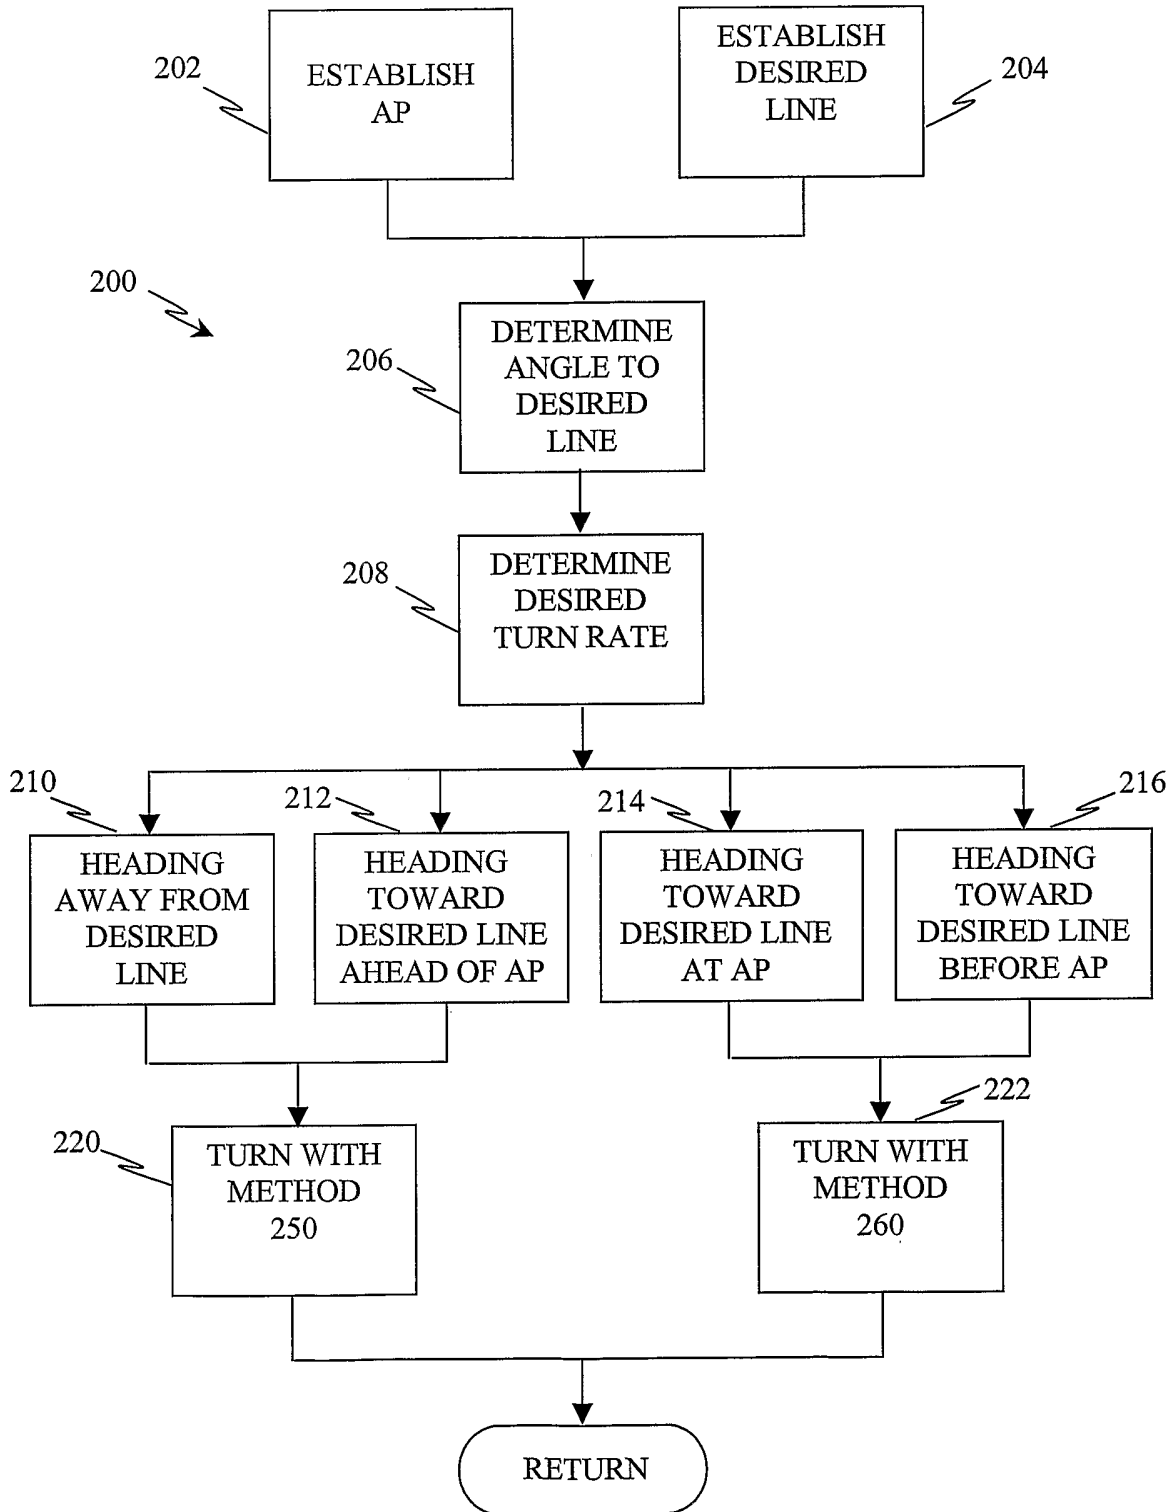 202
ESTABLISH
AP
ESTABLISH
DESIRED
LINE
204
200
206
DETERMINE
ANGLE TO
DESIRED
LINE
208
DETERMINE
DESIRED
TURN RATE
210
HEADING
AWAY FROM
DESIRED
LINE
212
HEADING
TOWARD
DESIRED LINE
AHEAD OF AP
214
HEADING
TOWARD
DESIRED LINE
AT AP
216
HEADING
TOWARD
DESIRED LINE
BEFORE AP
220
TURN WITH
METHOD
250
222
TURN WITH
METHOD
260
RETURN